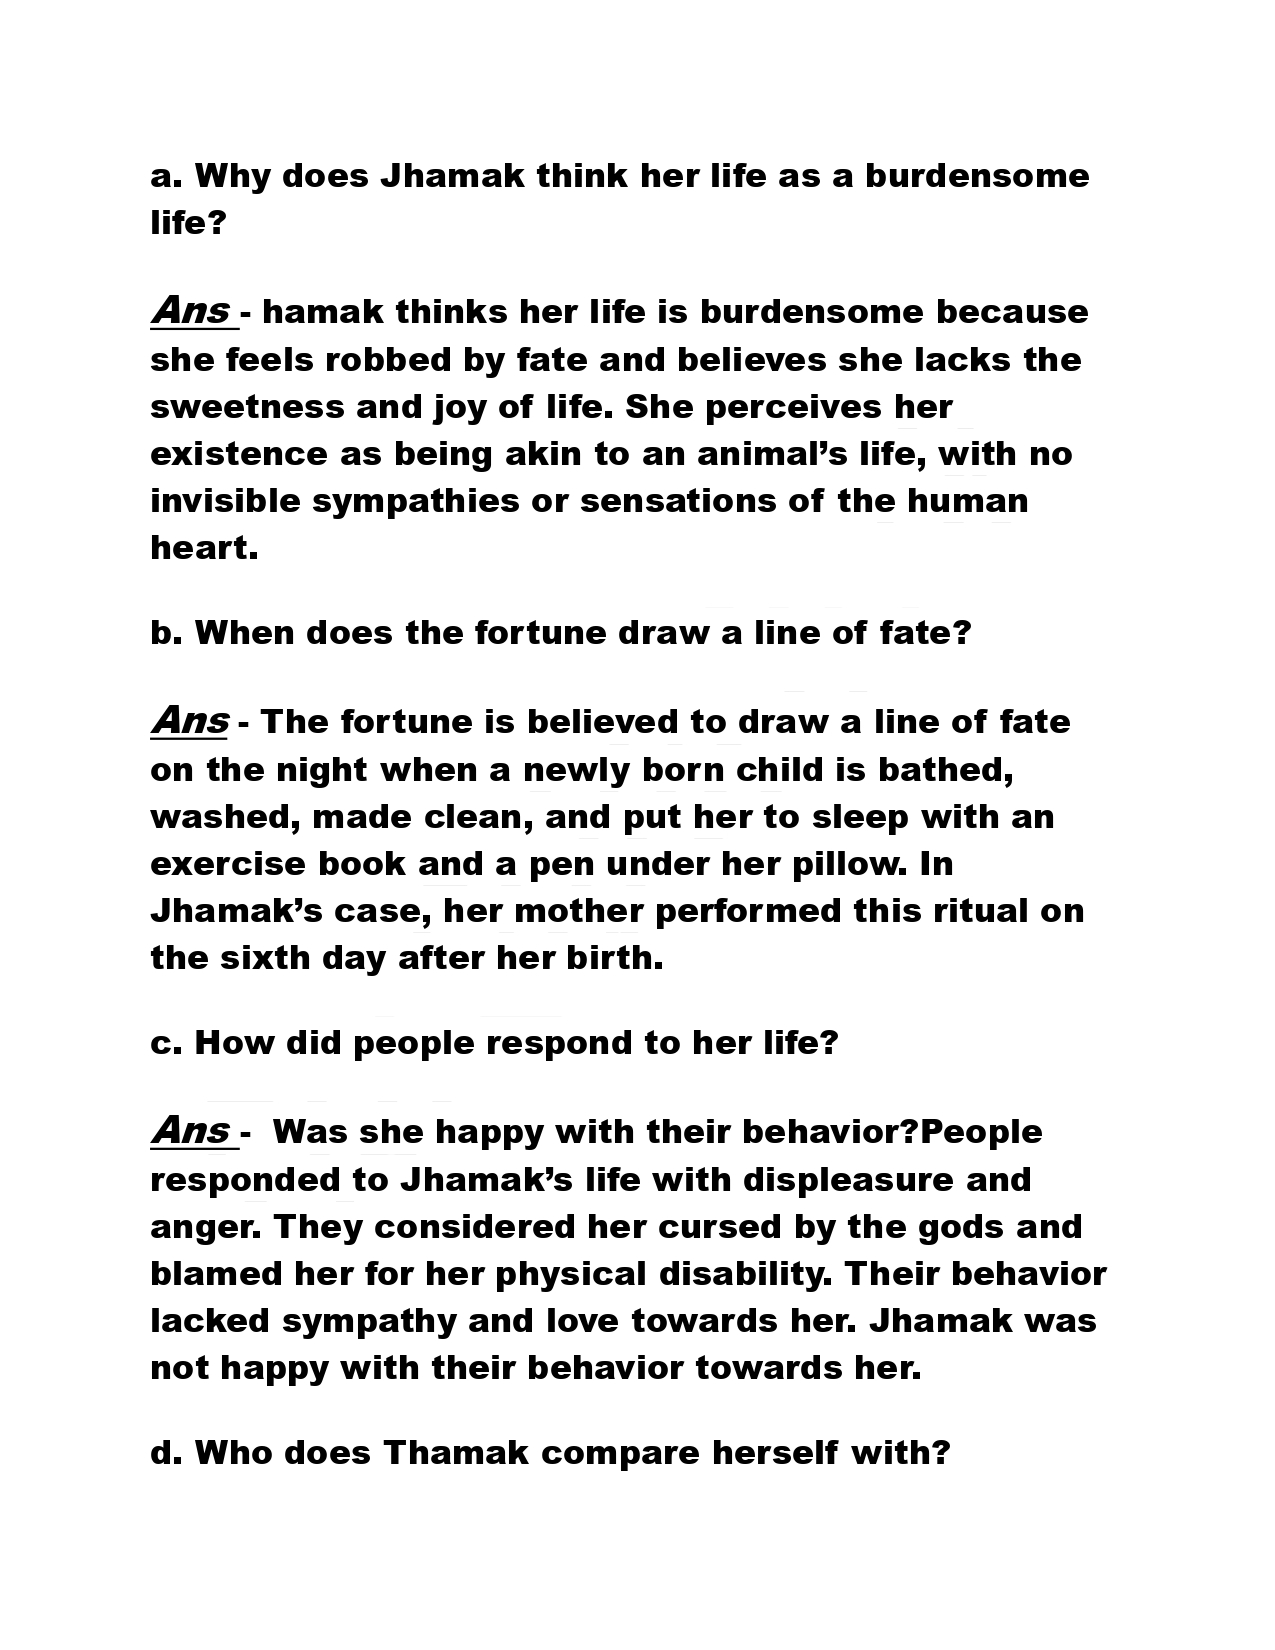 a. Why does Jhamak think her life as a burdensome
life?
Ans - hamak thinks her life is burdensome because
she feels robbed by fate and believes she lacks the
sweetness and joy of life. She perceives her
existence as being akin to an animal’s life, with no
invisible sympathies or sensations of the human
heart.
b. When does the fortune draw a line of fate?
Ans - The fortune is believed to draw a line of fate
on the night when a newly born child is bathed,
washed, made clean, and put her to sleep with an
exercise book and a pen under her pillow. In
Jhamak’s case, her mother performed this ritual on
the sixth day after her birth.
c. How did people respond to her life?
Ans - Was she happy with their behavior?People
responded to Jhamak’s life with displeasure and
anger. They considered her cursed by the gods and
blamed her for her physical disability. Their behavior
lacked sympathy and love towards her. Jhamak was
not happy with their behavior towards her.
d. Who does Thamak compare herself with?